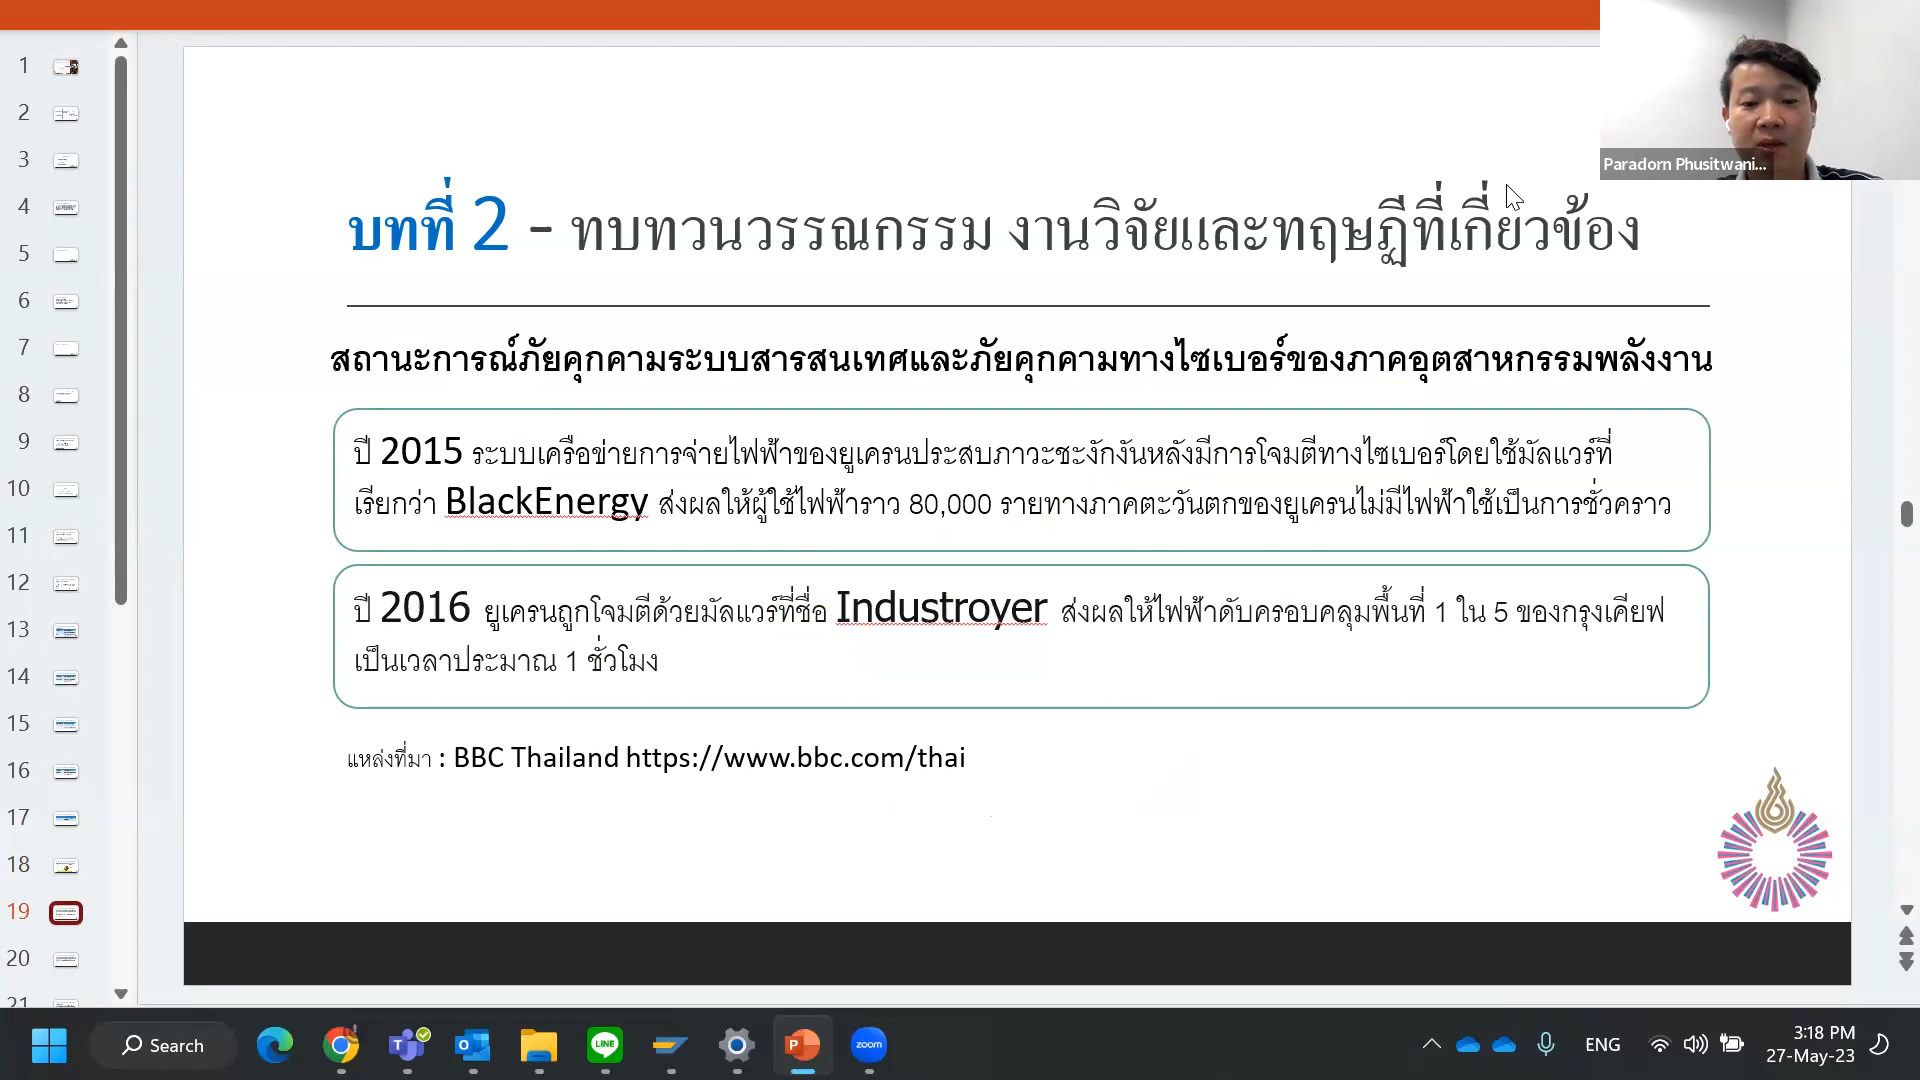 Paradorn Phusitwani...
บทที่ 2 - ทบทวนวรรณกรรม งานวิจัยและทฤษฎีที่เกี่ยวข้อง
สถานะการณ์ภัยคุกคามระบบสารสนเทศและภัยคุกคามทางไซเบอร์ของภาคอุตสาหกรรมพลังงาน
ปี 2015 ระบบเครือข่ายการจ่ายไฟฟ้าของยูเครนประสบภาวะชะงักงันหลังมีการโจมตีทางไซเบอร์โดยใช้มัลแวร์ที่
เรียกว่า BlackEnergy ส่งผลให้ผู้ใช้ไฟฟ้าราว 80,000 รายทางภาคตะวันตกของยูเครนไม่มีไฟฟ้าใช้เป็นการชั่วคราว
ปี 2016 ยูเครนถูกโจมตีด้วยมัลแวร์ที่ชื่อ Industroyer ส่งผลให้ไฟฟ้าดับครอบคลุมพื้นที่ 1 ใน 5 ของกรุงเคียฟ
เป็นเวลาประมาณ 1 ชั่วโมง
แหล่งที่มา : BBC Thailand https://www.bbc.com/thai
1
2
3
4
5
6
7
8
9
10
11
12
13
14
15
16
17
18
19
20
21
Search
LINE
zoom
ENG
3:18 PM
27-May-23